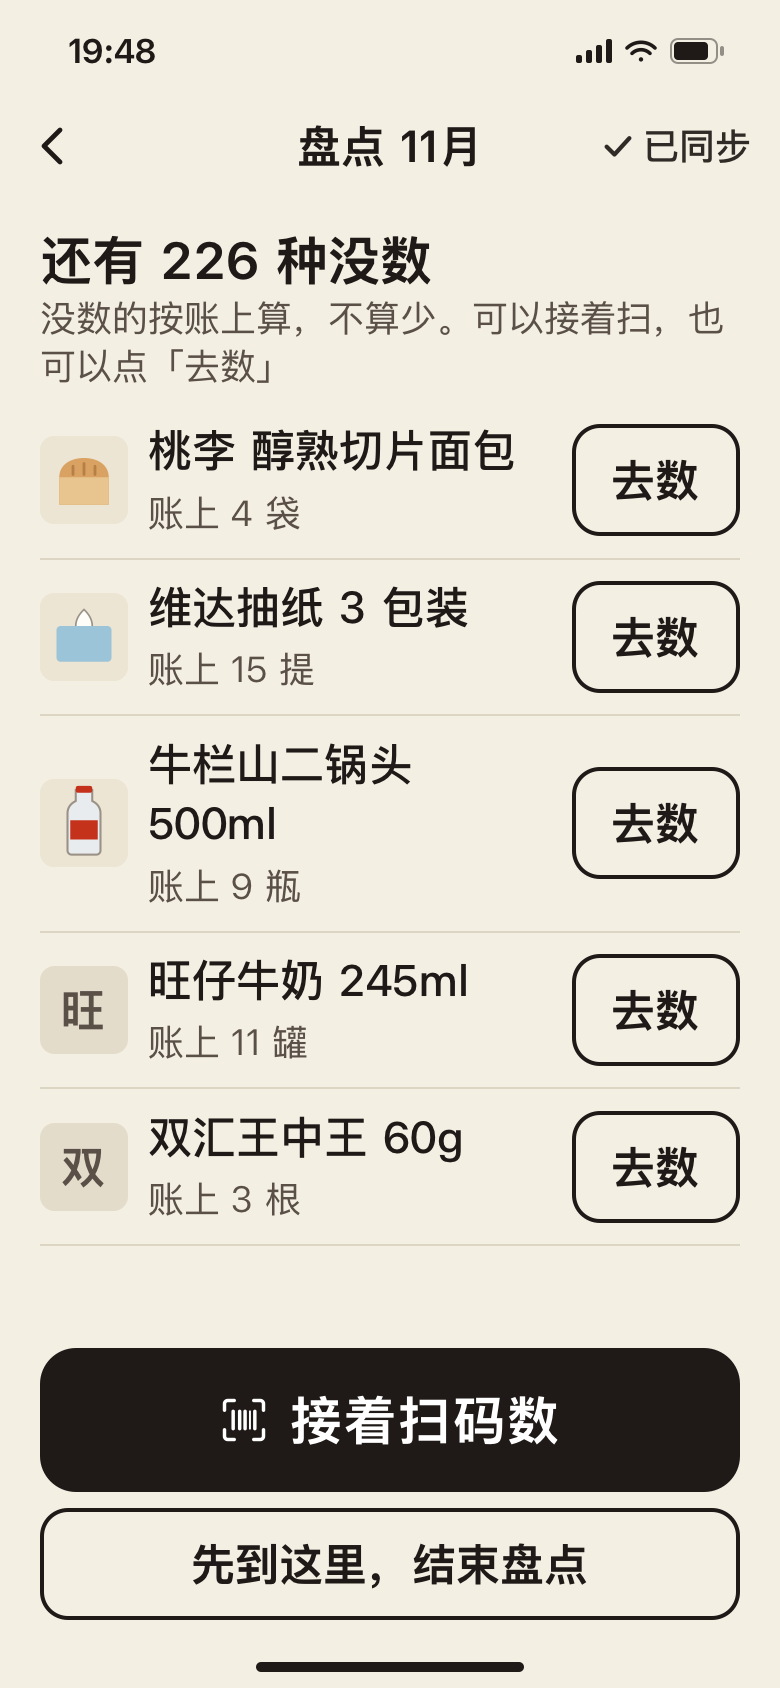 19:48
盘点 11月
已同步
还有 226 种没数
没数的按账上算，不算少。可以接着扫，也
可以点「去数」
桃李 醇熟切片面包
账上 4 袋
去数
维达抽纸 3 包装
账上 15 提
去数
牛栏山二锅头
500ml
账上 9 瓶
去数
旺
旺仔牛奶 245ml
账上 11 罐
去数
双
双汇王中王 60g
账上 3 根
去数
接着扫码数
先到这里，结束盘点